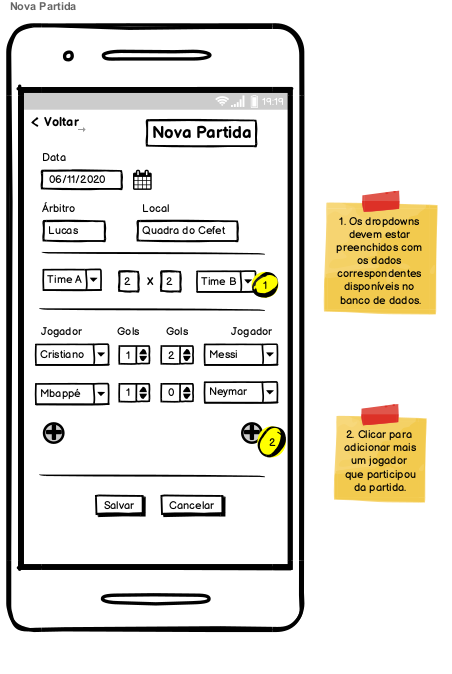 Nova Partida
19:19
< Voltar
Nova Partida
Data
06/11/2020
Árbitro Local
Lucas Quadra do Cefet
Time A 2 x 2 Time B 1
Jogador Gols Gols Jogador
Cristiano 1 2 Messi
Mbappé 1 0 Neymar
2
Salvar Cancelar
1. Os dropdowns
devem estar
preenchidos com
os dados
correspondentes
disponíveis no
banco de dados.
2. Clicar para
adicionar mais
um jogador
que participou
da partida.